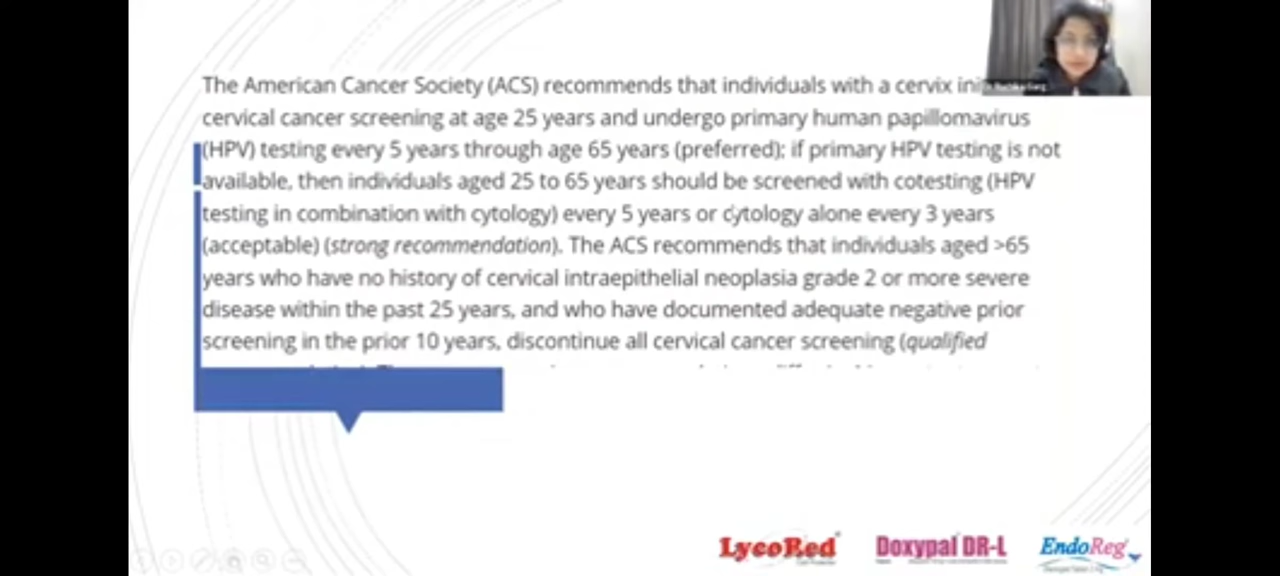 The American Cancer Society (ACS) recommends that individuals with a cervix
cervical cancer screening at age 25 years and undergo primary human papillomavirus
(HPV) testing every 5 years through age 65 years (preferred); if primary HPV testing is not
available, then individuals aged 25 to 65 years should be screened with cotesting (HPV
testing in combination with cytology) every 5 years or cytology alone every 3 years
(acceptable) (strong recommendation). The ACS recommends that individuals aged >65
years who have no history of cervical intraepithelial neoplasia grade 2 or more severe
disease within the past 25 years, and who have documented adequate negative prior
screening in the prior 10 years, discontinue all cervical cancer screening (qualified
LycoRed
Doxypal DR-L
EndoReg